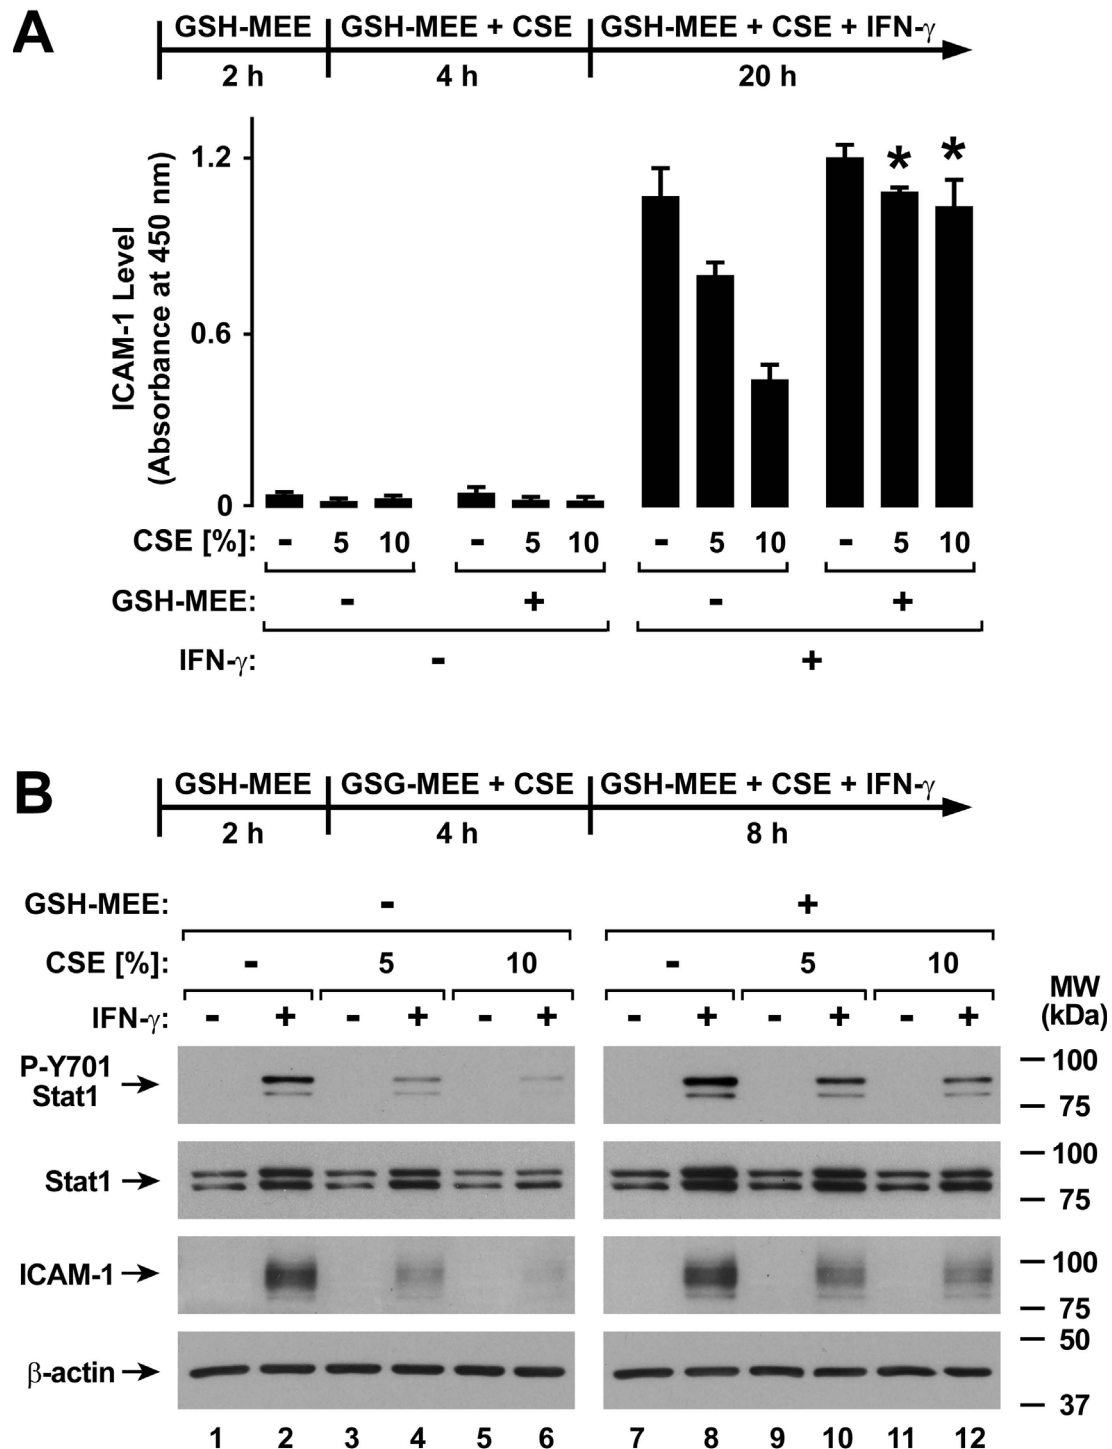 A
GSH-MEE GSH-MEE + CSE GSH-MEE + CSE + IFN-γ
2 h 4 h 20 h
ICAM-1 Level
(Absorbance at 450 nm)
1.2
0.6
0
* *
CSE [%]: - 5 10 - 5 10 - 5 10 - 5 10
GSH-MEE: - + - +
IFN-γ: - +
B
GSH-MEE GSG-MEE + CSE GSH-MEE + CSE + IFN-γ
2 h 4 h 8 h
GSH-MEE: - +
CSE [%]: - 5 10 - 5 10
IFN-γ: - + - + - + - + - + - +
MW
(kDa)
P-Y701
Stat1
100
75
Stat1
100
75
ICAM-1
100
75
β-actin
50
37
1 2 3 4 5 6 7 8 9 10 11 12